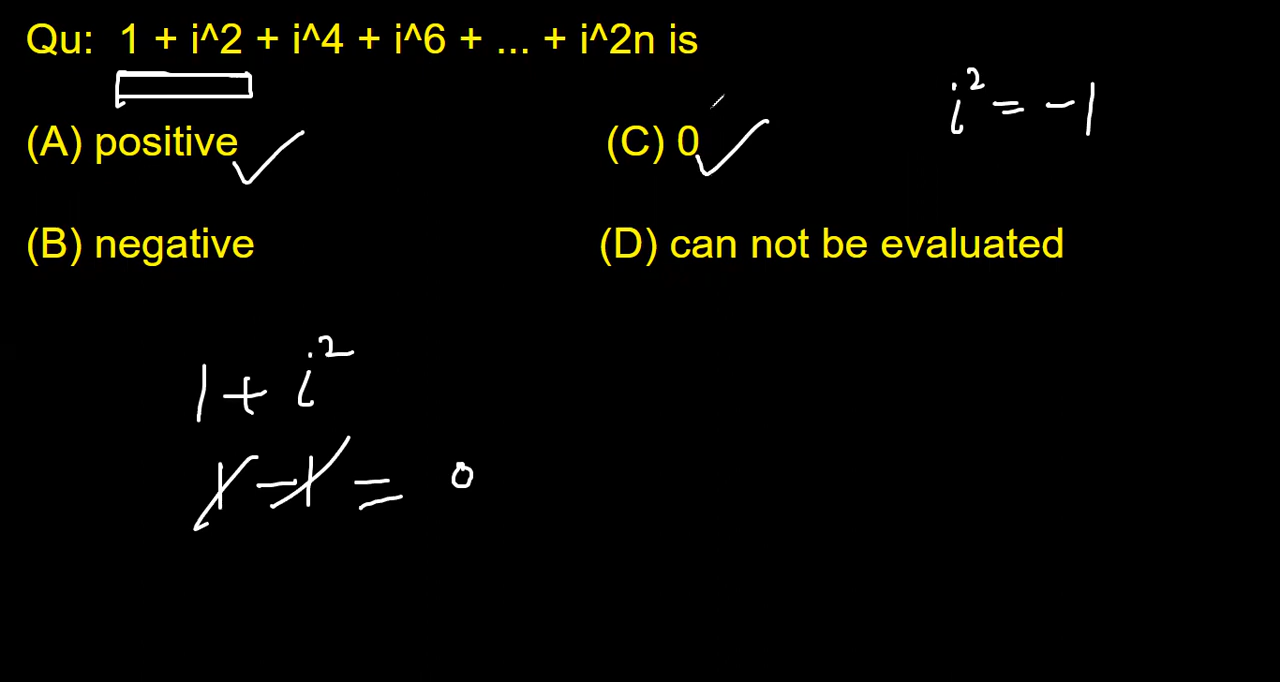 Qu: 1 + i^2 + i^4 + i^6 + ... + i^2n is
i² = -1
(A) positive
(C) 0
(B) negative
(D) can not be evaluated
1 + i²
1 - 1 = 0